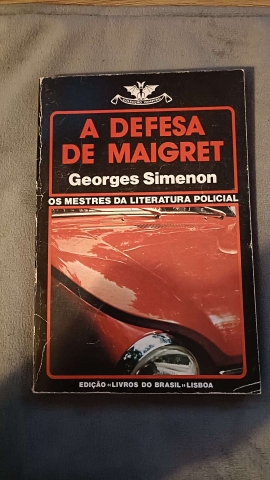 A DEFESA
DE MAIGRET
Georges Simenon
OS MESTRES DA LITERATURA POLICIAL
EDIÇÃO «LIVROS DO BRASIL» LISBOA